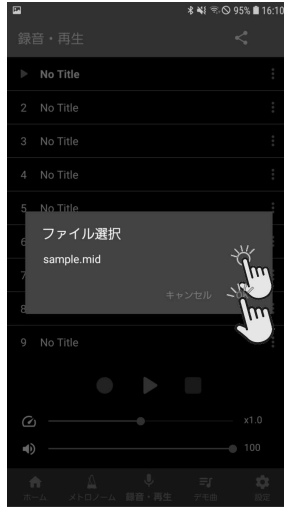 95% 16:10
録音・再生
No Title
2 No Title
3 No Title
4 No Title
5 No Title
6
ファイル選択
sample.mid
7
キャンセル
8
9 No Title
x1.0
100
ホーム メトロノーム 録音・再生 デモ曲 設定